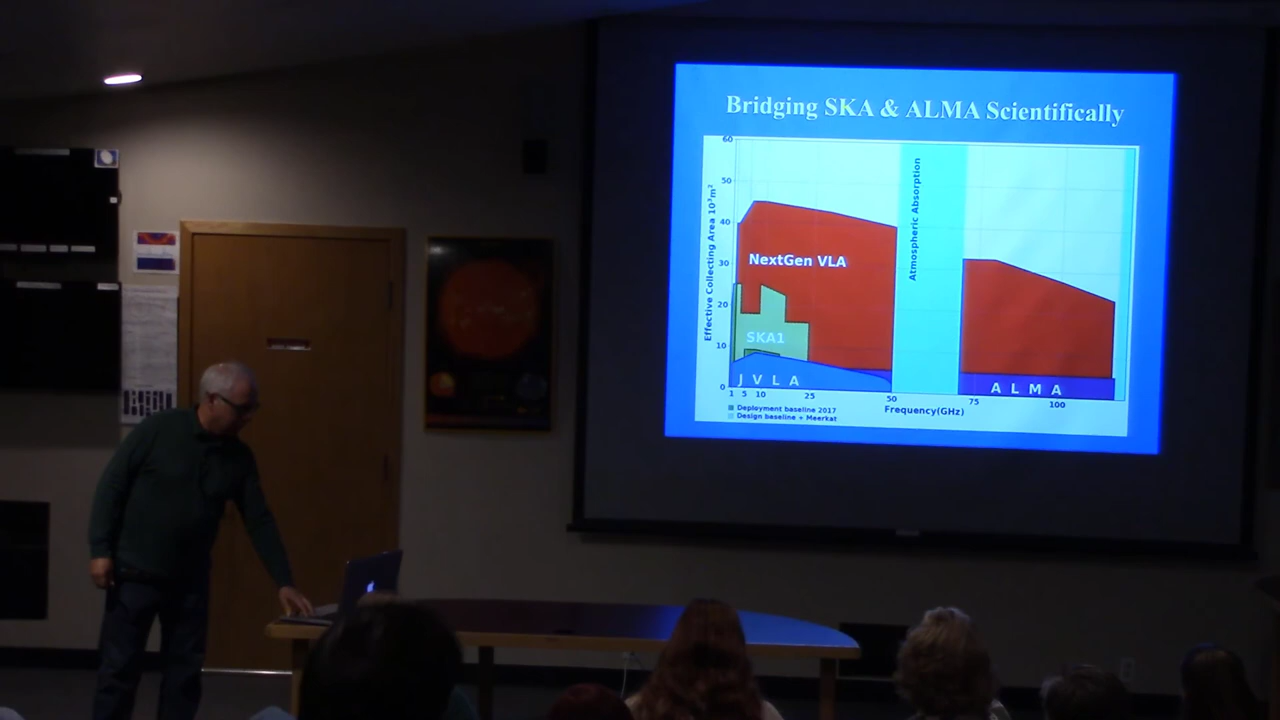 Bridging SKA & ALMA Scientifically
60
50
40
30
20
10
0
Effective Collecting Area 10³m²
NextGen VLA
SKA1
J V L A
Atmospheric Absorption
A L M A
1 5 10 25 50 75 100
Frequency(GHz)
Deployment baseline 2017
Design baseline + Meerkat